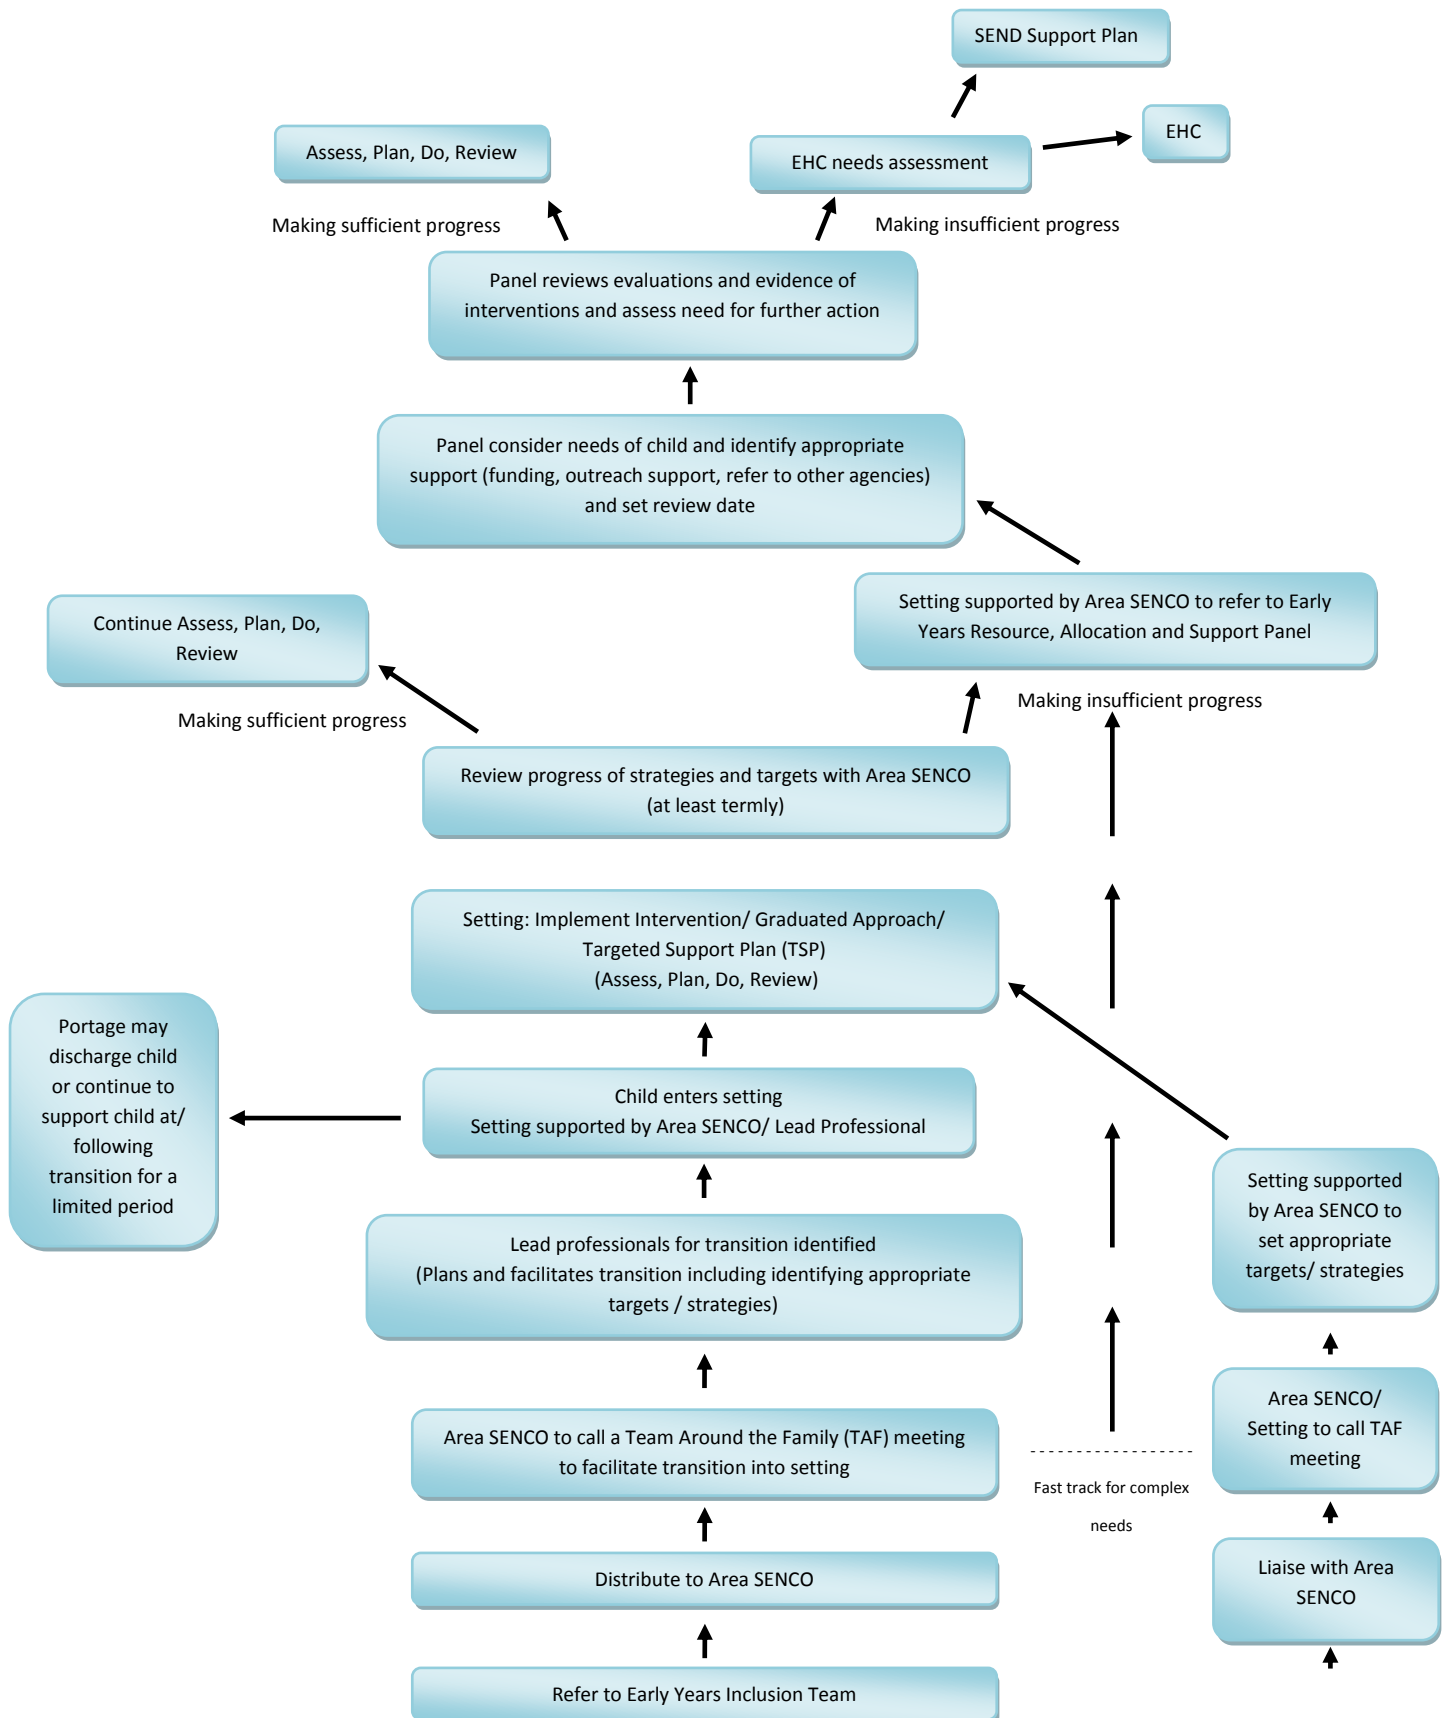 SEND Support Plan
EHC
Assess, Plan, Do, Review
EHC needs assessment
Making sufficient progress
Making insufficient progress
Panel reviews evaluations and evidence of
interventions and assess need for further action
Panel consider needs of child and identify appropriate
support (funding, outreach support, refer to other agencies)
and set review date
Setting supported by Area SENCO to refer to Early
Years Resource, Allocation and Support Panel
Continue Assess, Plan, Do,
Review
Making insufficient progress
Making sufficient progress
Review progress of strategies and targets with Area SENCO
(at least termly)
Setting: Implement Intervention/ Graduated Approach/
Targeted Support Plan (TSP)
(Assess, Plan, Do, Review)
Portage may
discharge child
or continue to
support child at/
following
transition for a
limited period
Child enters setting
Setting supported by Area SENCO/ Lead Professional
Setting supported
by Area SENCO to
set appropriate
targets/ strategies
Lead professionals for transition identified
(Plans and facilitates transition including identifying appropriate
targets / strategies)
Area SENCO/
Setting to call TAF
meeting
Area SENCO to call a Team Around the Family (TAF) meeting
to facilitate transition into setting
Fast track for complex
needs
Liaise with Area
SENCO
Distribute to Area SENCO
Refer to Early Years Inclusion Team